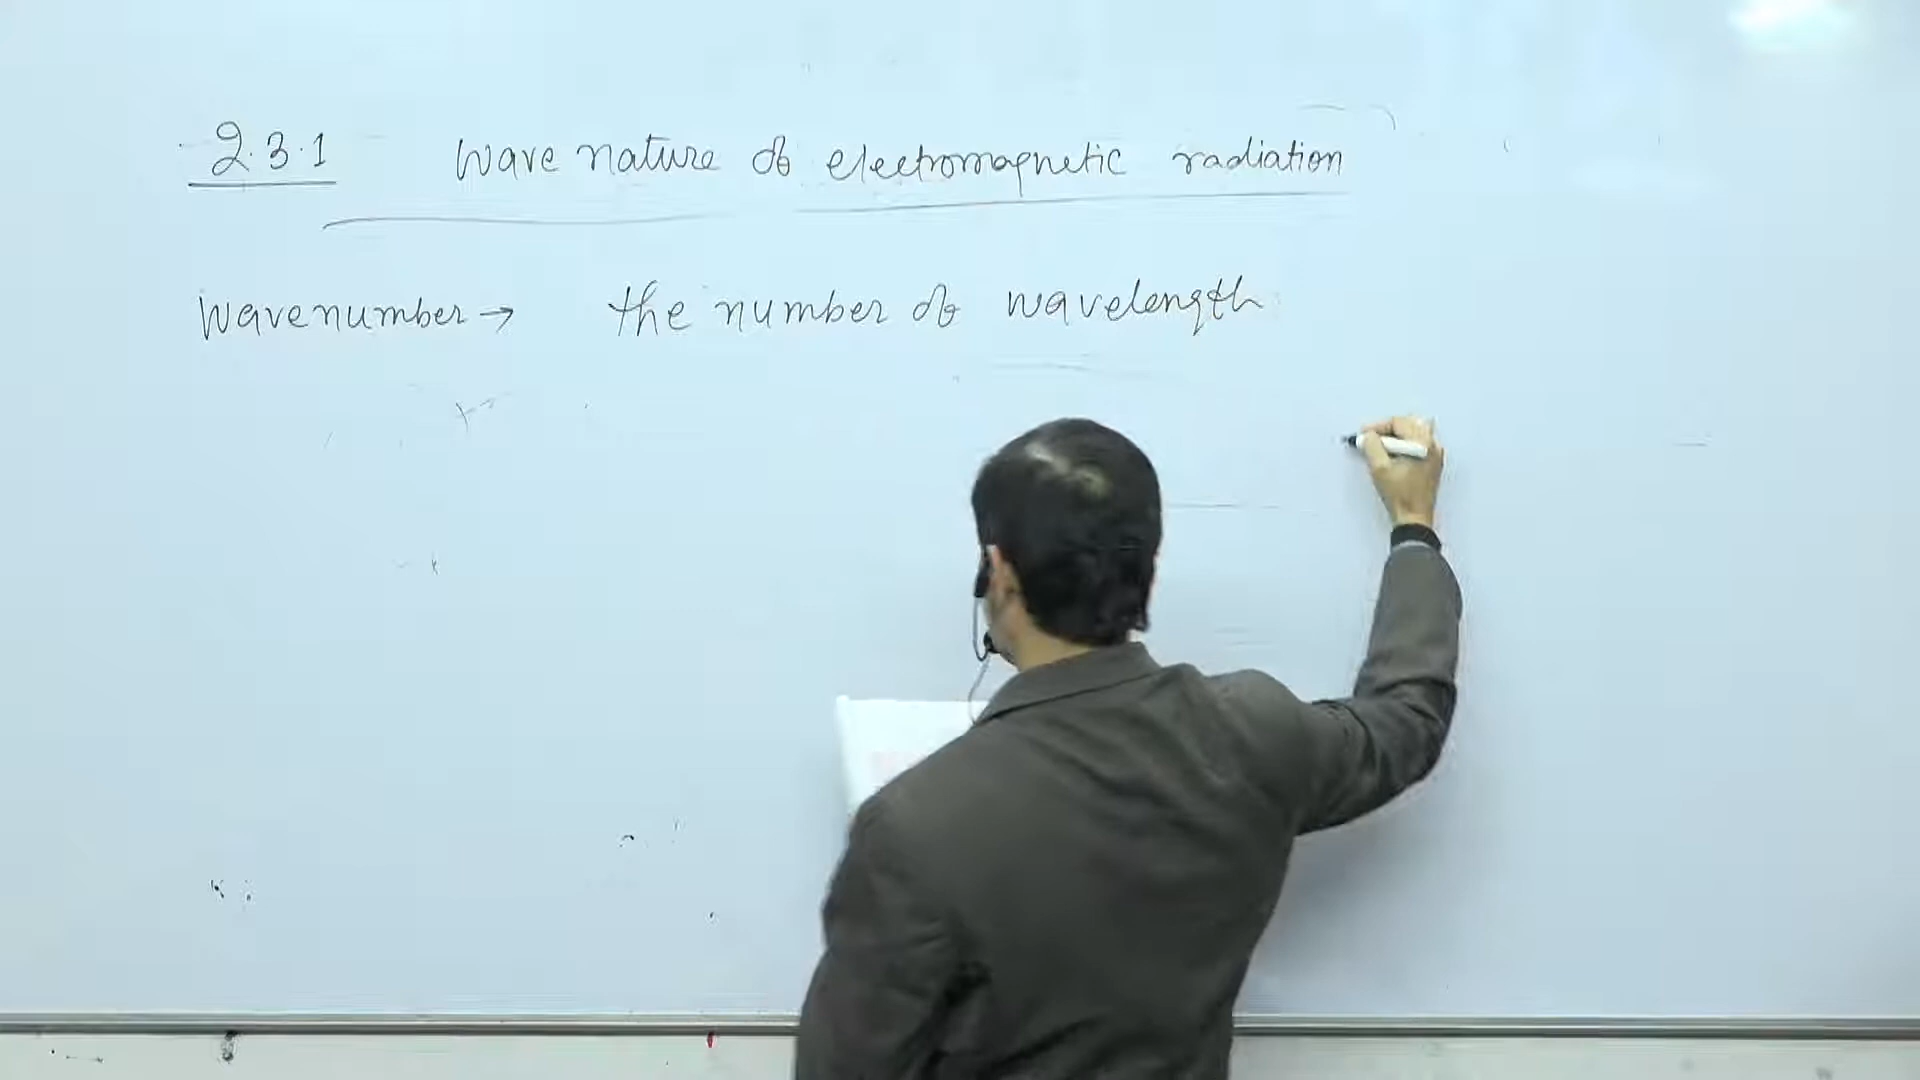 2.3.1 Wave nature of electromagnetic radiation
Wavenumber → the number of wavelength